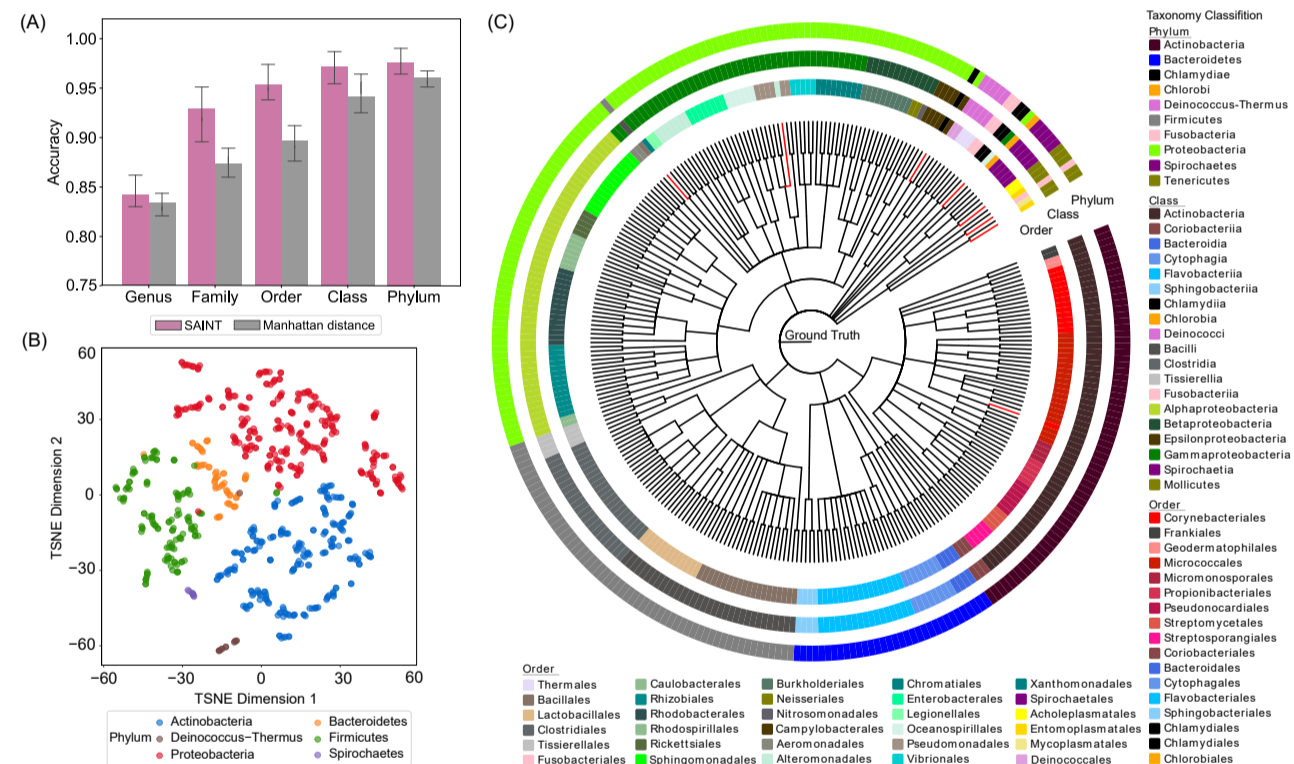 (A)
1.00
0.95
0.90
0.85
0.80
0.75
Accuracy
Genus Family Order Class Phylum
SAINT Manhattan distance
(B)
60
30
0
−30
−60
TSNE Dimension 2
−60 −30 0 30 60
TSNE Dimension 1
Phylum
Actinobacteria
Deinococcus−Thermus
Proteobacteria
Bacteroidetes
Firmicutes
Spirochaetes
(C)
Ground Truth
Phylum
Class
Order
Taxonomy Classifition
Phylum
Actinobacteria
Bacteroidetes
Chlamydiae
Chlorobi
Deinococcus-Thermus
Firmicutes
Fusobacteria
Proteobacteria
Spirochaetes
Tenericutes
Class
Actinobacteria
Coriobacteriia
Bacteroidia
Cytophagia
Flavobacteriia
Sphingobacteriia
Chlamydiia
Chlorobia
Deinococci
Bacilli
Clostridia
Tissierellia
Fusobacteriia
Alphaproteobacteria
Betaproteobacteria
Epsilonproteobacteria
Gammaproteobacteria
Spirochaetia
Mollicutes
Order
Corynebacteriales
Frankiales
Geodermatophilales
Micrococcales
Micromonosporales
Propionibacteriales
Pseudonocardiales
Streptomycetales
Streptosporangiales
Coriobacteriales
Bacteroidales
Cytophagales
Flavobacteriales
Sphingobacteriales
Chlamydiales
Chlamydiales
Chlorobiales
Order
Thermales
Bacillales
Lactobacillales
Clostridiales
Tissierellales
Fusobacteriales
Caulobacterales
Rhizobiales
Rhodobacterales
Rhodospirillales
Rickettsiales
Sphingomonadales
Burkholderiales
Neisseriales
Nitrosomonadales
Campylobacterales
Aeromonadales
Alteromonadales
Chromatiales
Enterobacterales
Legionellales
Oceanospirillales
Pseudomonadales
Vibrionales
Xanthomonadales
Spirochaetales
Acholeplasmatales
Entomoplasmatales
Mycoplasmatales
Deinococcales